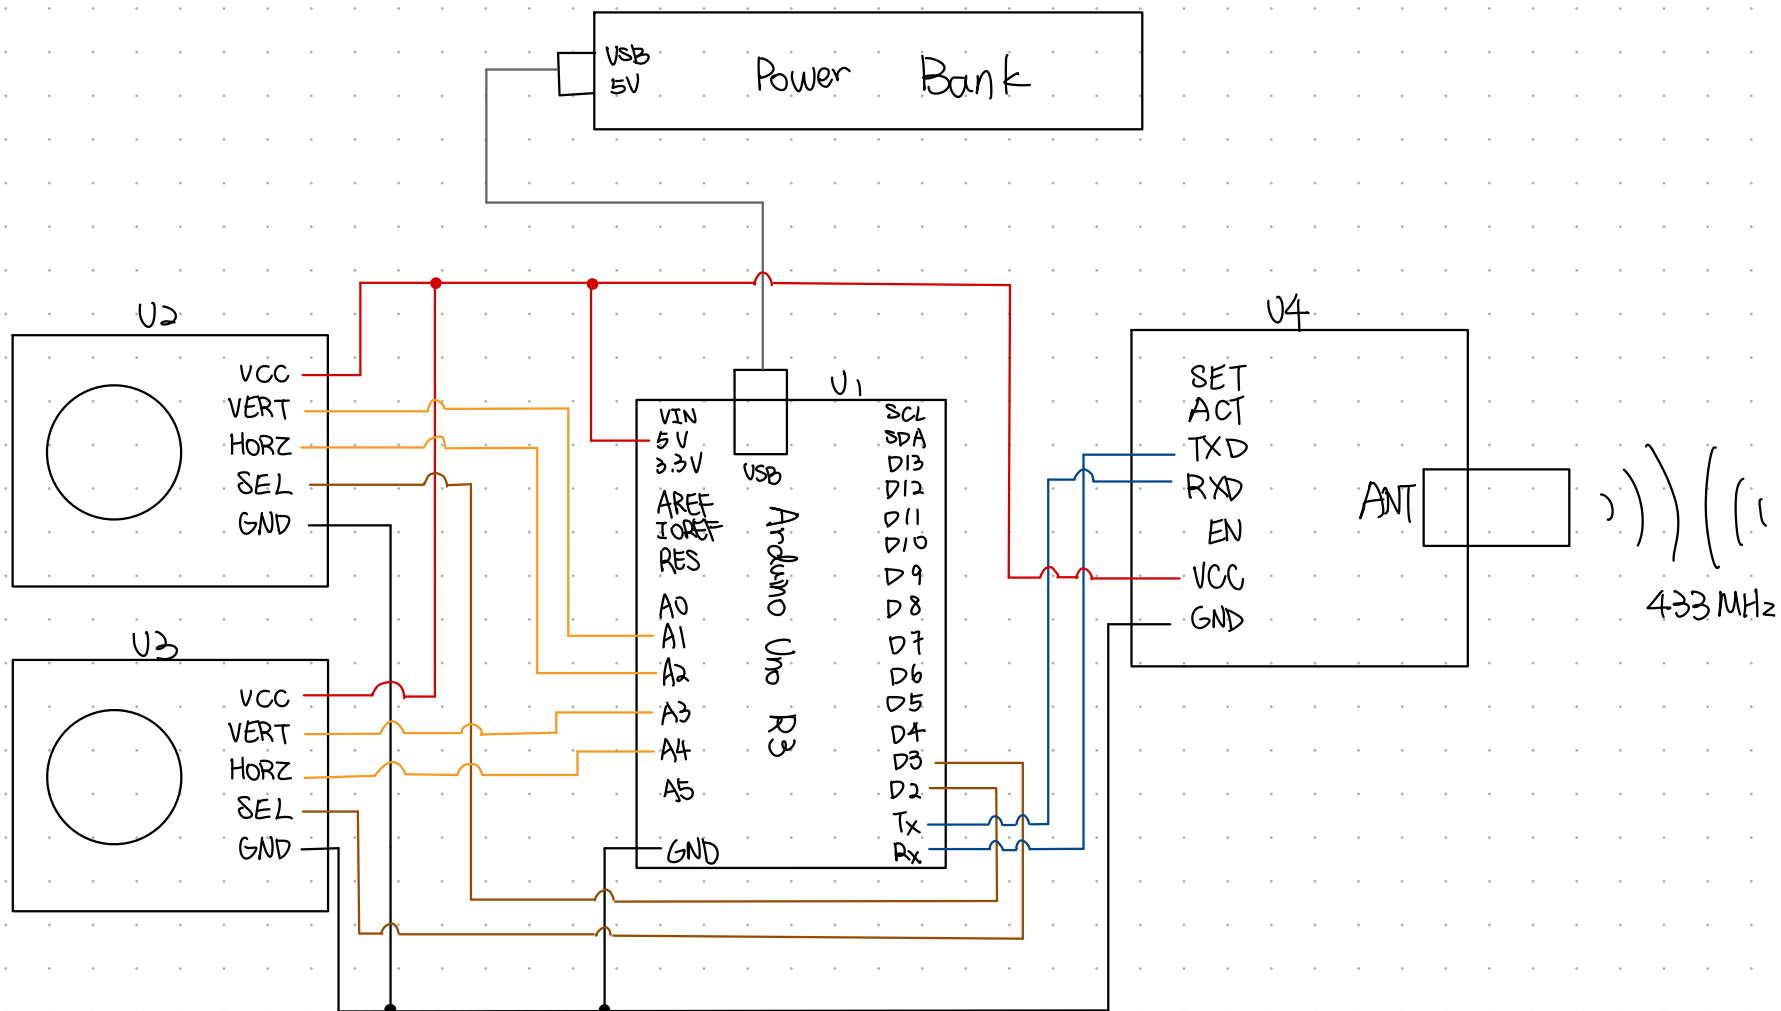 USB
5V
Power Bank
U2
VCC
VERT
HORZ
SEL
GND
U3
VCC
VERT
HORZ
SEL
GND
U1
VIN
5V
3.3V
AREF
IOREF
RES
A0
A1
A2
A3
A4
A5
GND
USB
Arduino Uno R3
SCL
SDA
D13
D12
D11
D10
D9
D8
D7
D6
D5
D4
D3
D2
Tx
Rx
U4
SET
ACT
TXD
RXD
EN
VCC
GND
ANT
433MHz